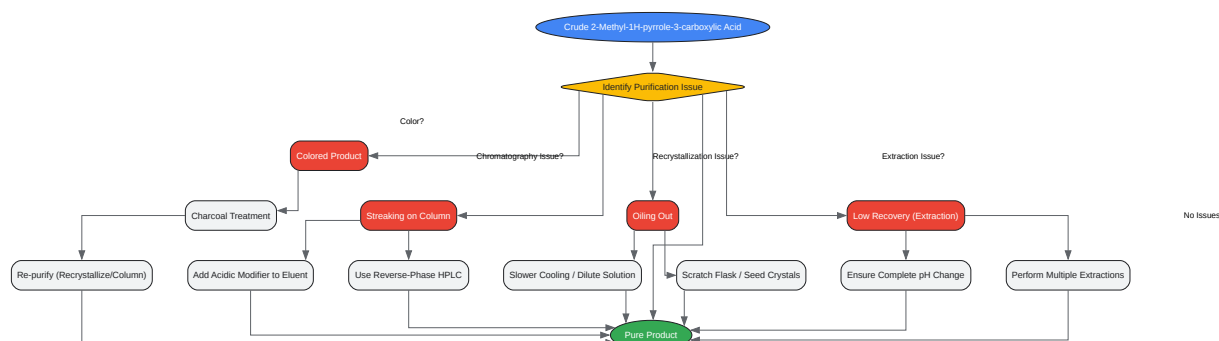 Crude 2-Methyl-1H-pyrrole-3-carboxylic Acid
Identify Purification Issue
Color?
Colored Product
Chromatography Issue?
Recrystallization Issue?
Extraction Issue?
Charcoal Treatment
Streaking on Column
Oiling Out
Low Recovery (Extraction)
No Issues
Re-purify (Recrystallize/Column)
Add Acidic Modifier to Eluent
Use Reverse-Phase HPLC
Slower Cooling / Dilute Solution
Scratch Flask / Seed Crystals
Ensure Complete pH Change
Perform Multiple Extractions
Pure Product